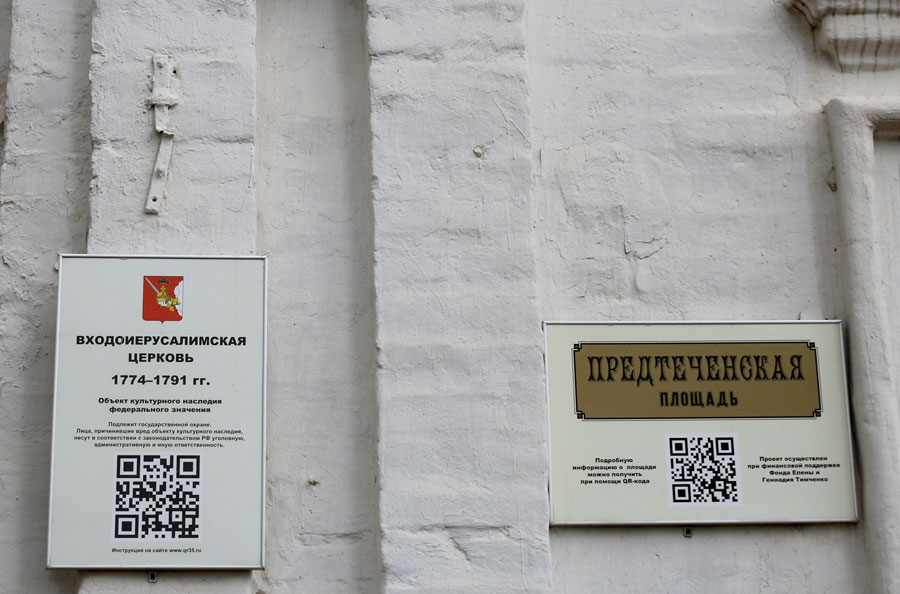 ВХОДОИЕРУСАЛИМСКАЯ
ЦЕРКОВЬ
1774–1791 гг.
Объект культурного наследия
федерального значения
Подлежит государственной охране.
Лица, причинившие вред объекту культурного наследия,
несут в соответствии с законодательством РФ уголовную,
административную и иную ответственность.
Инструкция на сайте www.qr35.ru
ПРЕДТЕЧЕНСКАЯ
ПЛОЩАДЬ
Подробную
информацию о площади
можно получить
при помощи QR-кода
Проект осуществлен
при финансовой поддержке
Фонда Елены и
Геннадия Тимченко